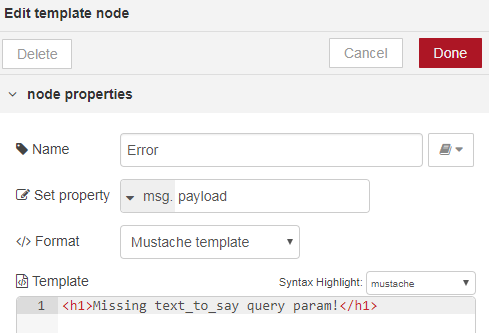 Edit template node
Delete Cancel Done
node properties
Name Error
Set property msg. payload
</> Format Mustache template
Template Syntax Highlight: mustache
1 <h1>Missing text_to_say query param!</h1>